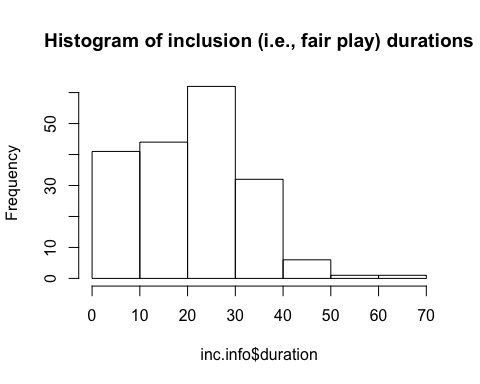 Histogram of inclusion (i.e., fair play) durations
Frequency
50
30
10
0
0 10 20 30 40 50 60 70
inc.info$duration